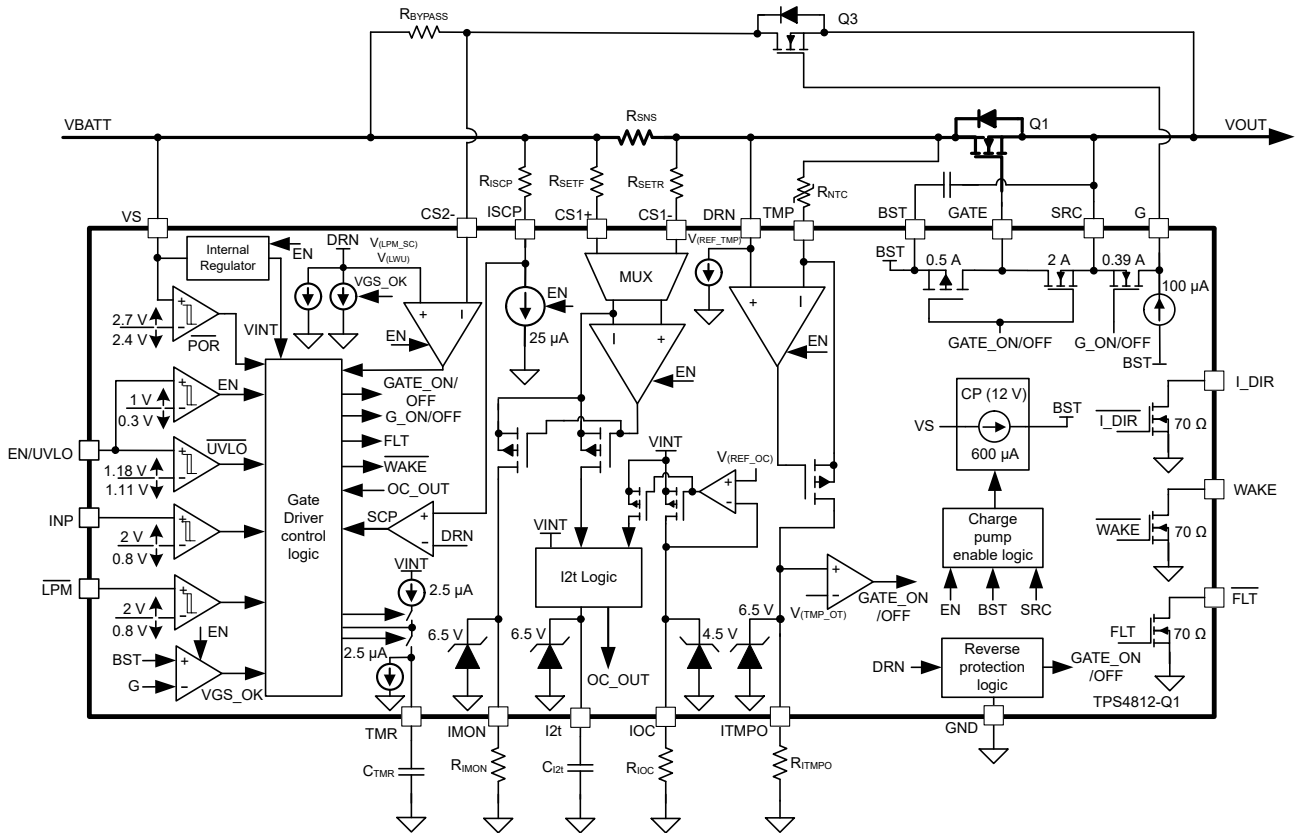 RBYPASS
Q3
VBATT
RSNS
Q1
VOUT
RISCP
RSETF
RSETR
RNTC
VS
CS2-
ISCP
CS1+
CS1-
DRN
TMP
BST
GATE
SRC
G
Internal
Regulator
EN
DRN
V(LPM_SC)
V(LWU)
VGS_OK
V(REF_TMP)
MUX
BST
0.5 A
2 A
0.39 A
100 µA
2.7 V
2.4 V
POR
VINT
+
−
EN
EN
25 µA
+
−
+
−
EN
EN
GATE_ON/OFF
G_ON/OFF
BST
1 V
0.3 V
EN
GATE_ON/
OFF
G_ON/OFF
FLT
WAKE
OC_OUT
CP (12 V)
VS
600 µA
BST
I_DIR
I_DIR
70 Ω
EN/UVLO
1.18 V
1.11 V
UVLO
Gate
Driver
control
logic
VINT
V(REF_OC)
+
−
INP
2 V
0.8 V
SCP
+
−
DRN
VINT
I2t Logic
Charge
pump
enable logic
WAKE
WAKE
70 Ω
LPM
2 V
0.8 V
VINT
2.5 µA
2.5 µA
+
−
V(TMP_OT)
GATE_ON
/OFF
EN
BST
SRC
FLT
FLT
70 Ω
EN
BST
G
+
−
VGS_OK
6.5 V
6.5 V
OC_OUT
4.5 V
6.5 V
DRN
Reverse
protection
logic
GATE_ON
/OFF
TPS4812-Q1
TMR
IMON
I2t
IOC
ITMPO
GND
CTMR
RIMON
CI2t
RIOC
RITMPO